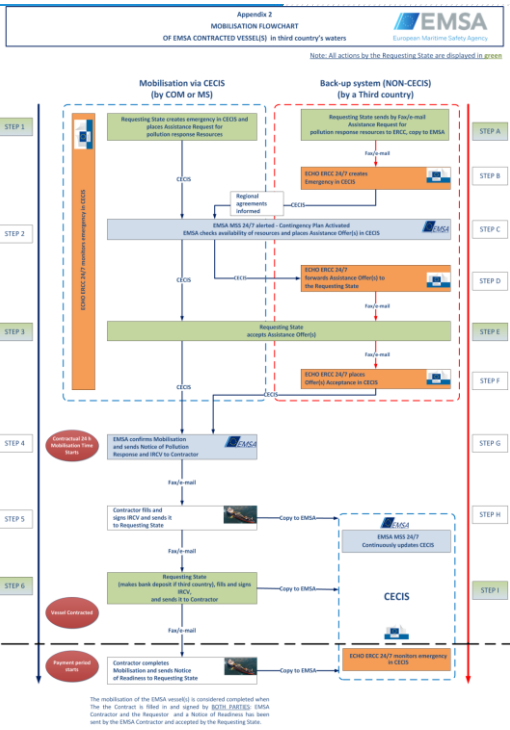 Appendix 2
MOBILISATION FLOWCHART
OF EMSA CONTRACTED VESSEL(S) in third country's waters
EMSA
European Maritime Safety Agency
Note: All actions by the Requesting State are displayed in green
Mobilisation via CECIS
(by COM or MS)
Back-up system (NON-CECIS)
(by a Third country)
STEP 1
Requesting State creates emergency in CECIS and
places Assistance Request for
pollution response Resources
Requesting State sends by Fax/e-mail
Assistance Request for
pollution response resources to ERCC, copy to EMSA
STEP A
Fax/e-mail
ECHO ERCC 24/7 monitors emergency in CECIS
CECIS
ECHO ERCC 24/7 creates
Emergency in CECIS
STEP B
Regional
agreements
informed
CECIS
STEP 2
EMSA MSS 24/7 alerted - Contingency Plan Activated
EMSA checks availability of resources and places Assistance Offer(s) in CECIS
EMSA
STEP C
CECIS
CECIS
ECHO ERCC 24/7
forwards Assistance Offer(s) to
the Requesting State
STEP D
Fax/e-mail
STEP 3
Requesting State
accepts Assistance Offer(s)
STEP E
Fax/e-mail
CECIS
ECHO ERCC 24/7 places
Offer(s) Acceptance in CECIS
STEP F
CECIS
STEP 4
Contractual 24 h
Mobilisation Time
Starts
EMSA confirms Mobilisation
and sends Notice of Pollution
Response and IRCV to Contractor
EMSA
STEP G
Fax/e-mail
STEP 5
Contractor fills and
signs IRCV and sends it
to Requesting State
Copy to EMSA
STEP H
EMSA
EMSA MSS 24/7
Continuously updates CECIS
Fax/e-mail
STEP 6
Requesting State
(makes bank deposit if third country), fills and signs
IRCV,
and sends it to Contractor
Copy to EMSA
CECIS
STEP I
Vessel Contracted
Fax/e-mail
Payment period
starts
Contractor completes
Mobilisation and sends Notice
of Readiness to Requesting State
Copy to EMSA
ECHO ERCC 24/7 monitors emergency
in CECIS
The mobilisation of the EMSA vessel(s) is considered completed when
The the Contract is filled in and signed by BOTH PARTIES: EMSA
Contractor and the Requestor and a Notice of Readiness has been
sent by the EMSA Contractor and accepted by the Requesting State.